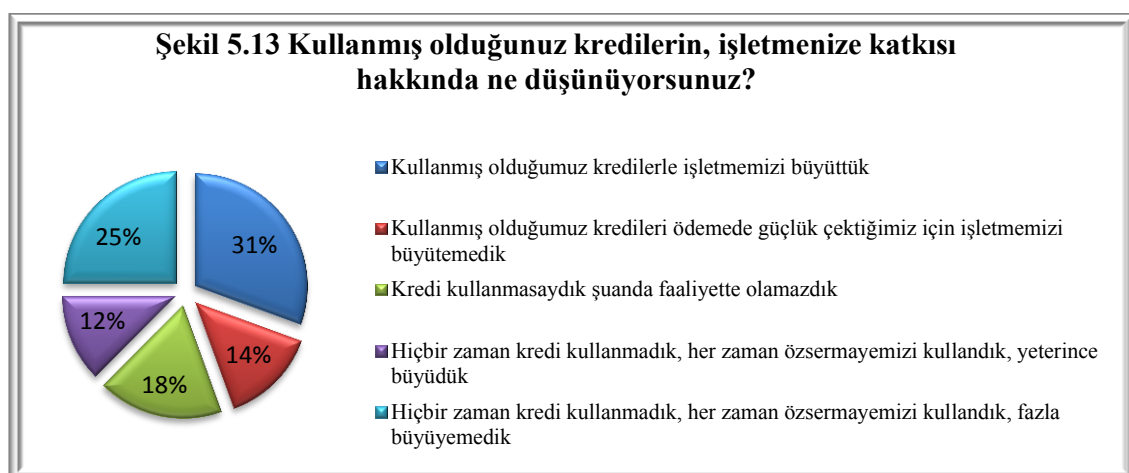 Şekil 5.13 Kullanmış olduğunuz kredilerin, işletmenize katkısı
hakkında ne düşünüyorsunuz?
25%
31%
12%
14%
18%
Kullanmış olduğumuz kredilerle işletmemizi büyüttük
Kullanmış olduğumuz kredileri ödemede güçlük çektiğimiz için işletmemizi
büyütemedik
Kredi kullanmasaydık şuanda faaliyette olamazdık
Hiçbir zaman kredi kullanmadık, her zaman özsermayemizi kullandık, yeterince
büyüdük
Hiçbir zaman kredi kullanmadık, her zaman özsermayemizi kullandık, fazla
büyüyemedik